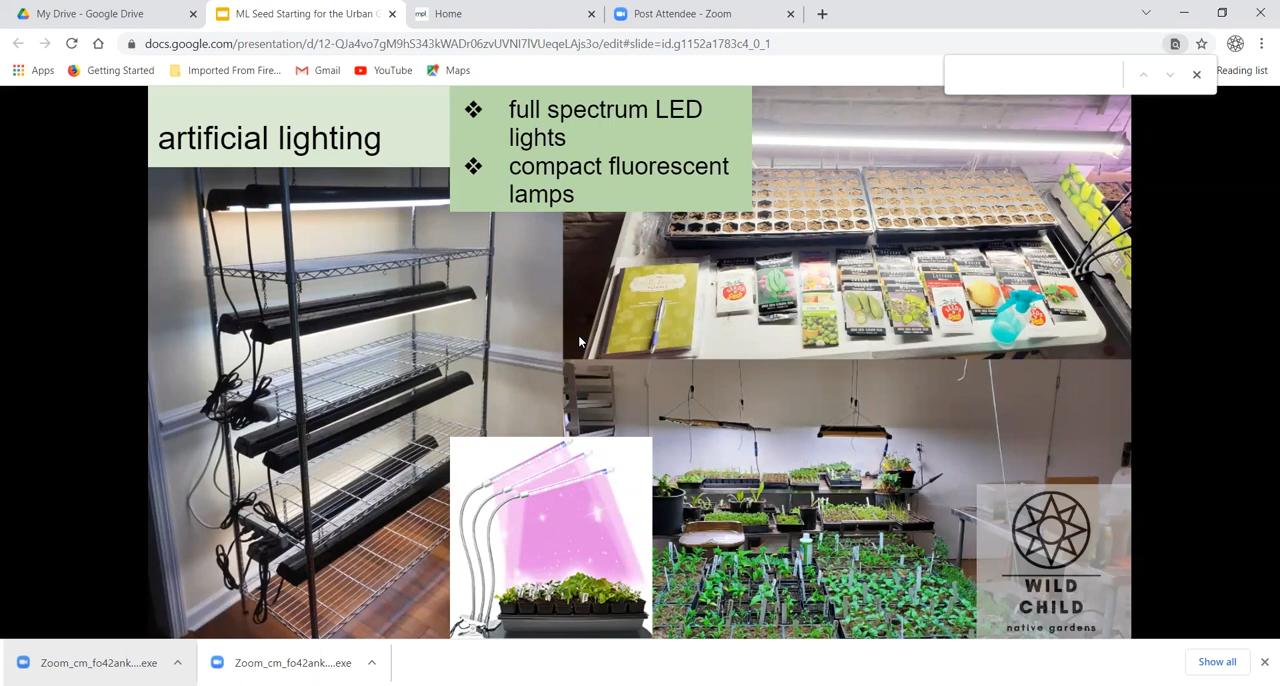 My Drive - Google Drive
ML Seed Starting for the Urban G
mpl
Home
Post Attendee - Zoom
docs.google.com/presentation/d/12-QJa4vo7gM9hS343kWADr06zvUVNI7lVUeqeLAjs3o/edit#slide=id.g1152a1783c4_0_1
Apps
Getting Started
Imported From Fire...
Gmail
YouTube
Maps
Reading list
artificial lighting
❖ full spectrum LED
lights
❖ compact fluorescent
lamps
WILD
CHILD
native gardens
Zoom_cm_fo42ank....exe
Zoom_cm_fo42ank....exe
Show all